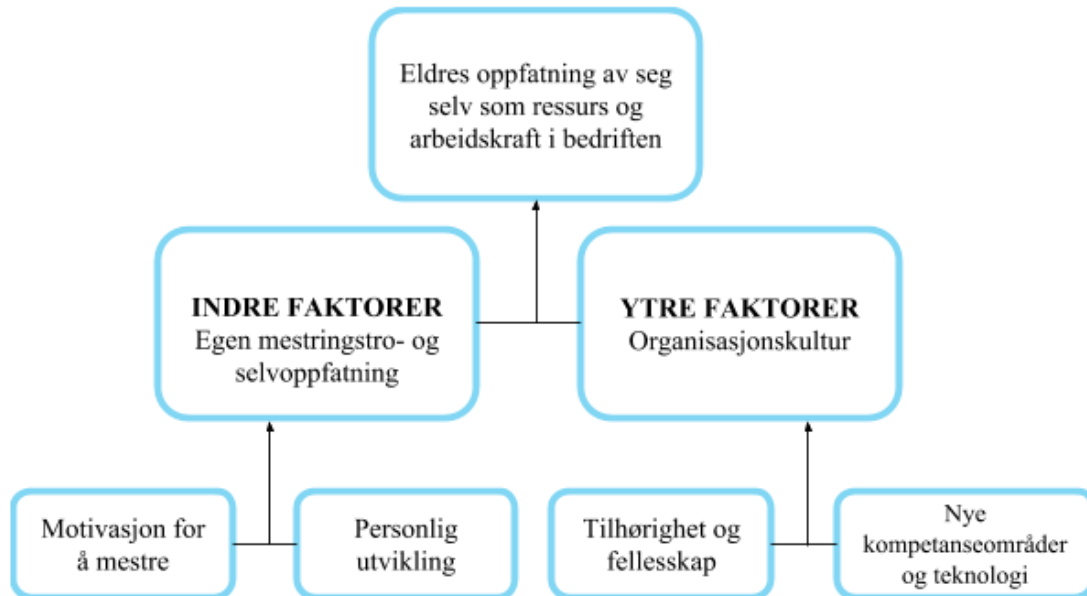 Eldres oppfatning av seg
selv som ressurs og
arbeidskraft i bedriften
INDRE FAKTORER
Egen mestringstro- og
selvoppfatning
YTRE FAKTORER
Organisasjonskultur
Motivasjon for
å mestre
Personlig
utvikling
Tilhørighet og
fellesskap
Nye
kompetanseområder
og teknologi